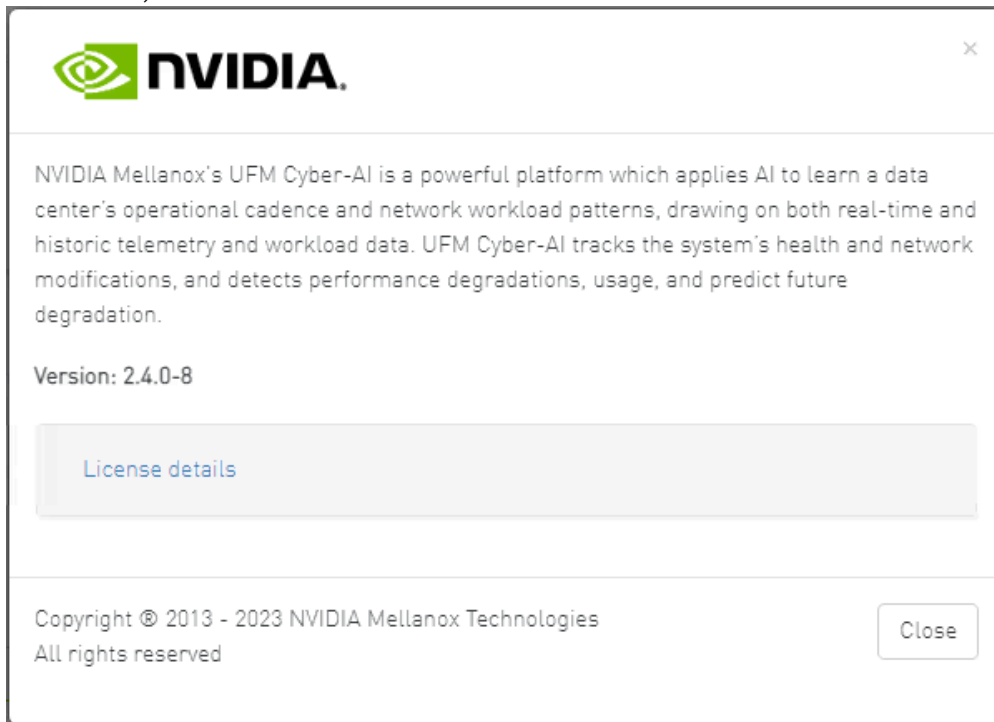 NVIDIA.
×
NVIDIA Mellanox's UFM Cyber-AI is a powerful platform which applies AI to learn a data
center's operational cadence and network workload patterns, drawing on both real-time and
historic telemetry and workload data. UFM Cyber-AI tracks the system's health and network
modifications, and detects performance degradations, usage, and predict future
degradation.
Version: 2.4.0-8
License details
Copyright ® 2013 - 2023 NVIDIA Mellanox Technologies
All rights reserved
Close